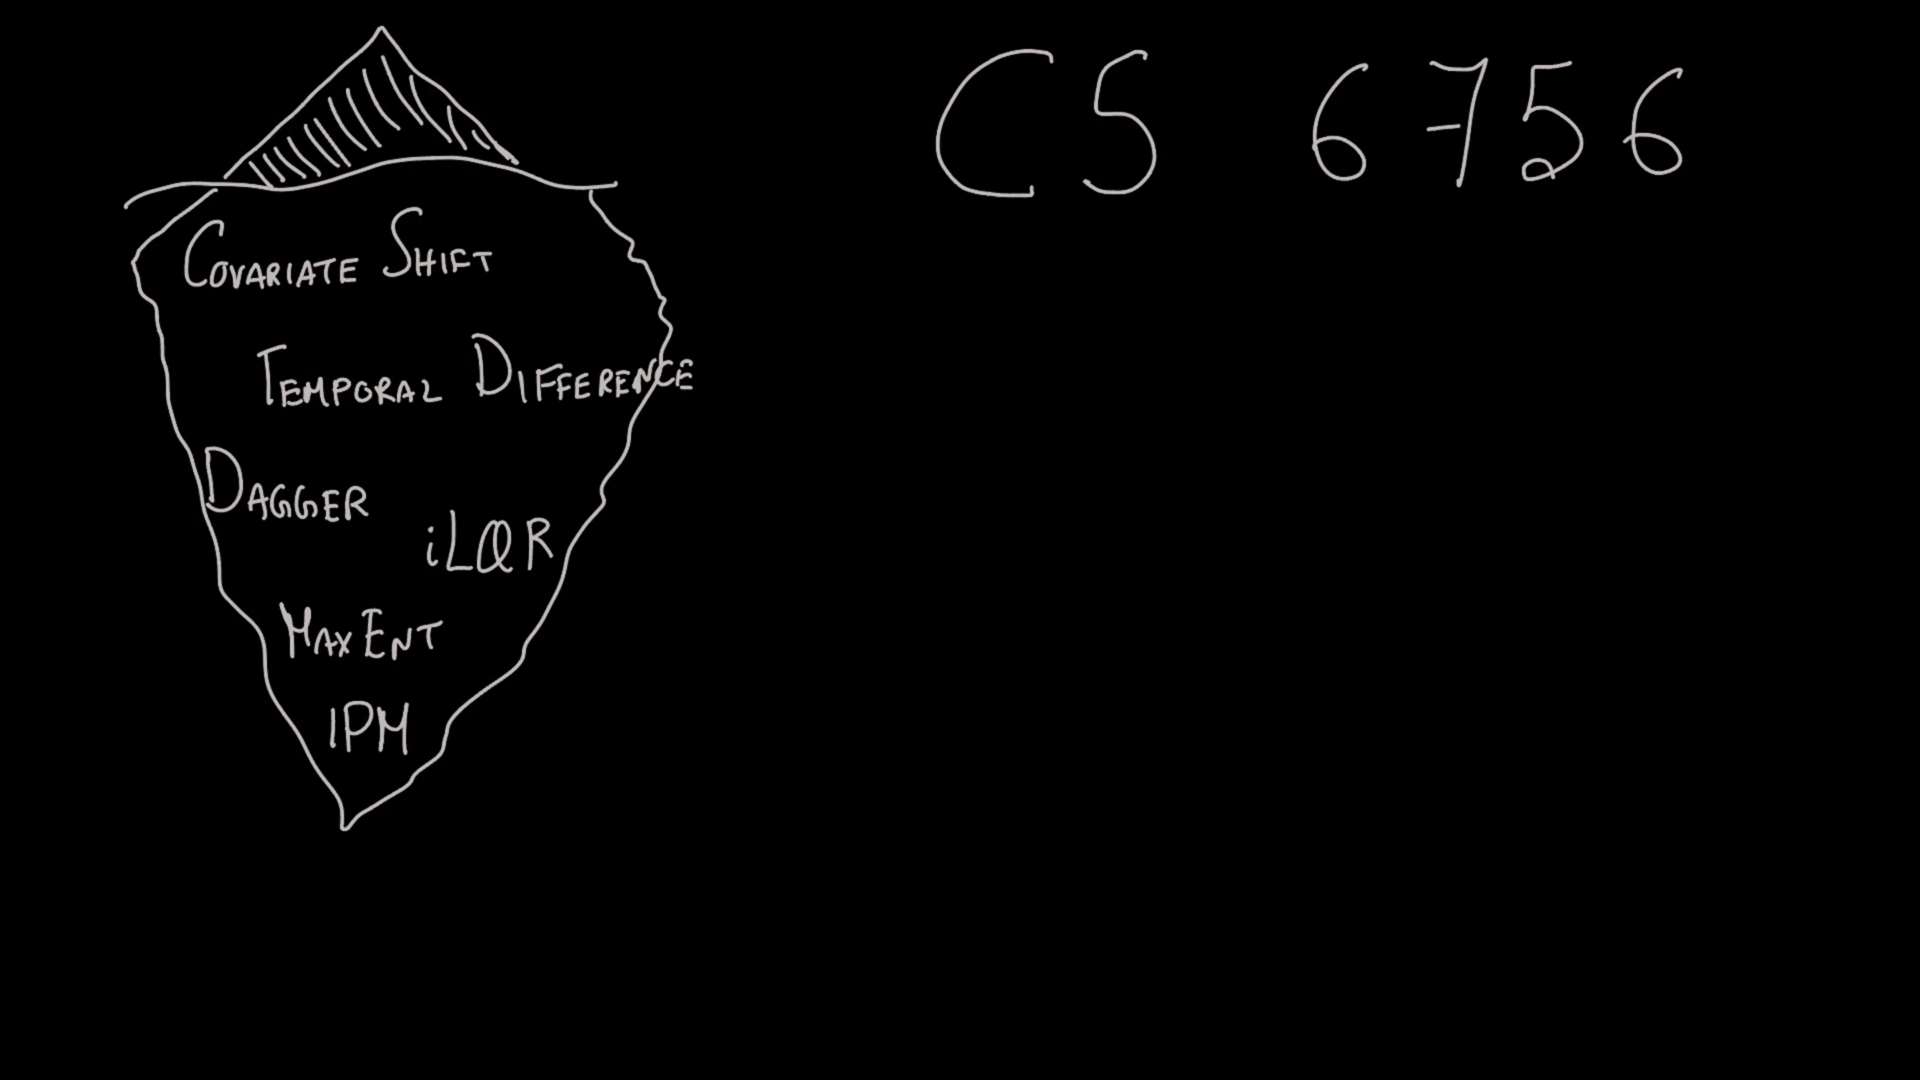 CS 6756
COVARIATE SHIFT
TEMPORAL DIFFERENCE
DAGGER
iLQR
MAXENT
IPM